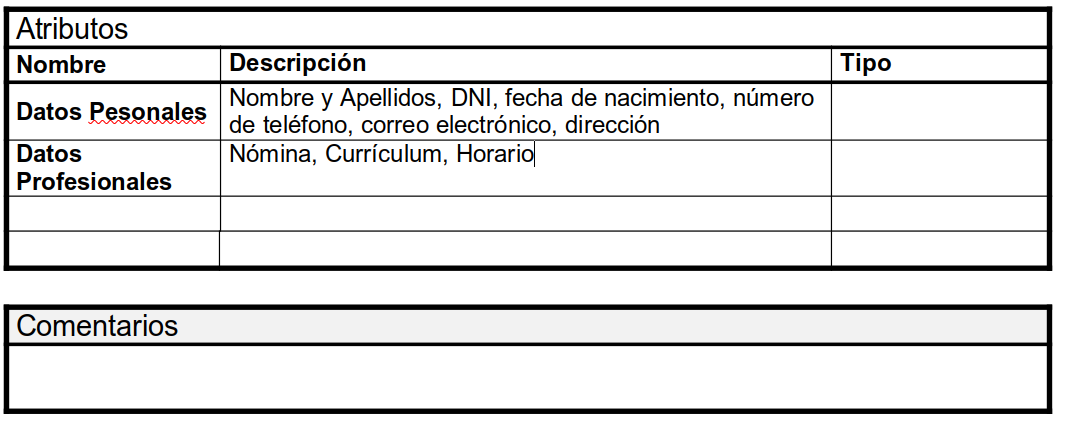 Atributos
Nombre Descripción Tipo
Datos Pesonales Nombre y Apellidos, DNI, fecha de nacimiento, número
de teléfono, correo electrónico, dirección
Datos Nómina, Currículum, Horario
Profesionales
Comentarios